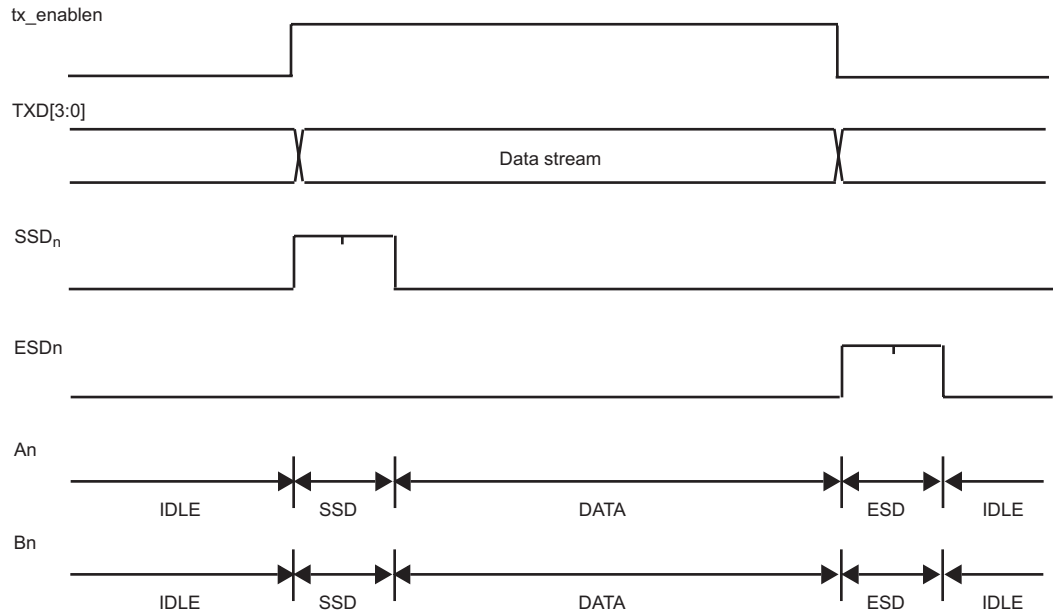 tx_enablen
TXD[3:0]
Data stream
SSDn
ESDn
An
IDLE SSD DATA ESD IDLE
Bn
IDLE SSD DATA ESD IDLE